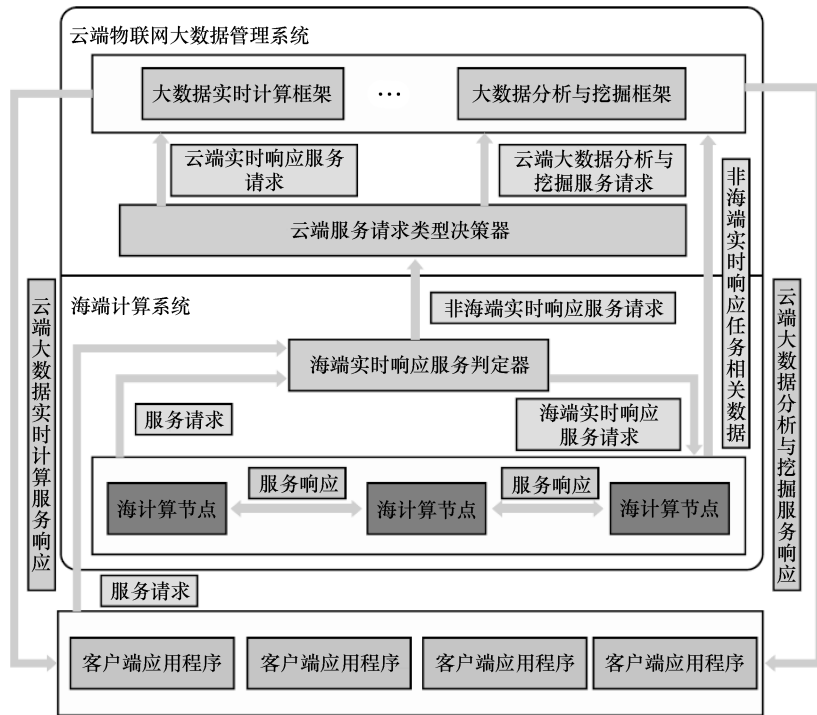 云端物联网大数据管理系统
大数据实时计算框架
···
大数据分析与挖掘框架
云端实时响应服务
请求
云端大数据分析与
挖掘服务请求
云端服务请求类型决策器
非海端实时响应任务相关数据
海端计算系统
非海端实时响应服务请求
海端实时响应服务判定器
云端大数据实时计算服务响应
云端大数据分析与挖掘服务响应
服务请求
海端实时响应
服务请求
服务响应
服务响应
海计算节点
海计算节点
海计算节点
服务请求
客户端应用程序
客户端应用程序
客户端应用程序
客户端应用程序